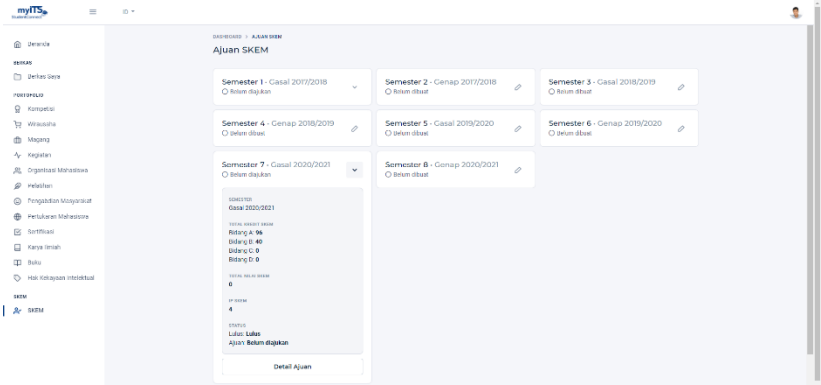 myITS
StudentConnect
ID
Beranda
BERKAS
Berkas Saya
PORTOFOLIO
Kompetisi
Wirausaha
Magang
Kegiatan
Organisasi Mahasiswa
Pelatihan
Pengabdian Masyarakat
Pertukaran Mahasiswa
Sertifikasi
Karya Ilmiah
Buku
Hak Kekayaan Intelektual
SKEM
SKEM
DASHBOARD > AJUAN SKEM
Ajuan SKEM
Semester 1 - Gasal 2017/2018
Belum diajukan
Semester 2 - Genap 2017/2018
Belum dibuat
Semester 3 - Gasal 2018/2019
Belum dibuat
Semester 4 - Genap 2018/2019
Belum dibuat
Semester 5 - Gasal 2019/2020
Belum dibuat
Semester 6 - Genap 2019/2020
Belum dibuat
Semester 7 - Gasal 2020/2021
Belum diajukan
Semester 8 - Genap 2020/2021
Belum dibuat
SEMESTER
Gasal 2020/2021
TOTAL ENERGY SKEM
Bidang A: 96
Bidang B: 40
Bidang C: 0
Bidang D: 0
TOTAL NILAI SKEM
0
IP SKEM
4
STATUS
Lulus: Lulus
Ajuan: Belum diajukan
Detail Ajuan